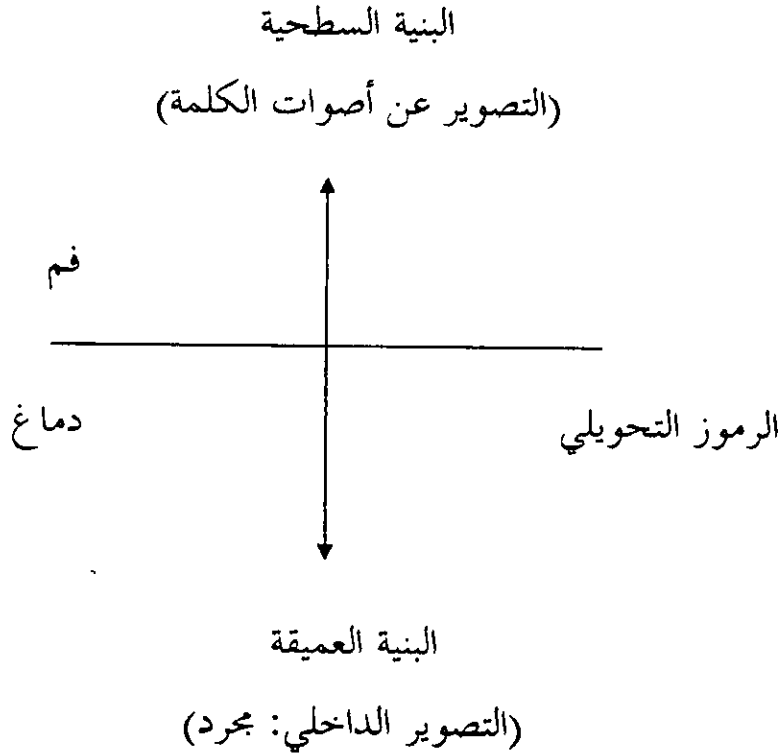 البنية السطحية
(التصوير عن أصوات الكلمة)
فم
دماغ
الرموز التحويلي
البنية العميقة
(التصوير الداخلي: مجرد)